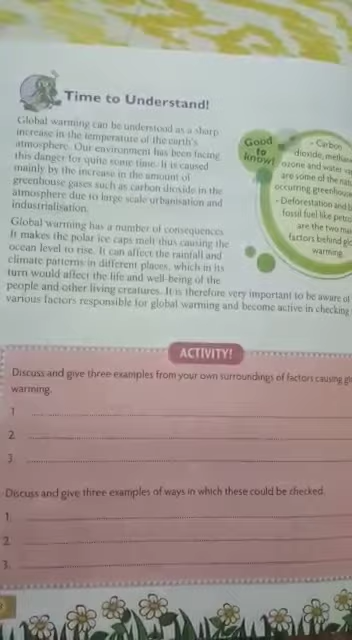 Time to Understand!
Global warming can be understood as a sharp
increase in the temperature of the earth's
atmosphere. Our environment has been facing
this danger for quite some time. It is caused
mainly by the increase in the amount of
greenhouse gases such as carbon dioxide in the
atmosphere due to large scale urbanisation and
industrialisation.
Global warming has a number of consequences
It makes the polar ice caps melt thus causing the
ocean level to rise. It can affect the rainfall and
climate patterns in different places, which in its
turn would affect the life and well-being of the
people and other living creatures. It is therefore very important to be aware of
various factors responsible for global warming and become active in checking
Good
to
know!
- Carbon
dioxide, methane
ozone and water
are some of the
occurring
- Deforestation and
fossil fuel like
are the two
factors behind
warming.
ACTIVITY!
Discuss and give three examples from your own surroundings of factors causing
warming.
1
2.
3.
Discuss and give three examples of ways in which these could be checked.
1.
2.
3.